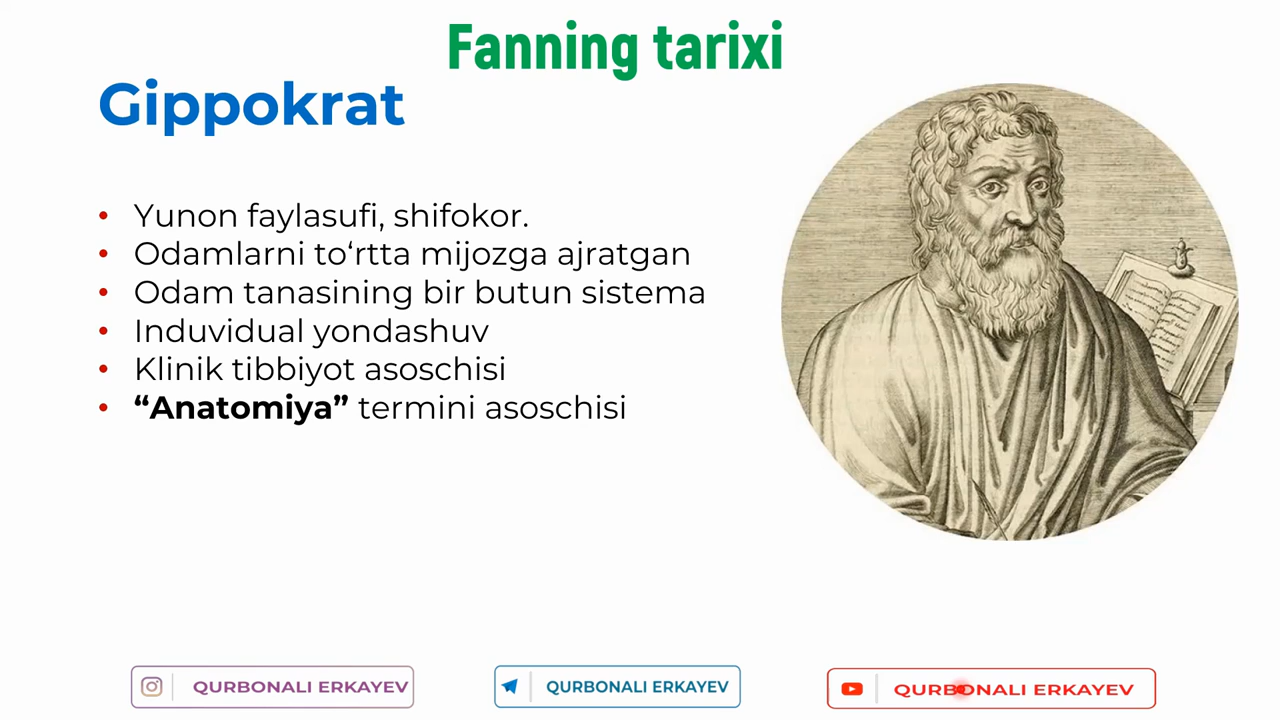 Fanning tarixi
Gippokrat
• Yunon faylasufi, shifokor.
• Odamlarni to‘rtta mijozga ajratgan
• Odam tanasining bir butun sistema
• Induvidual yondashuv
• Klinik tibbiyot asoschisi
• “Anatomiya” termini asoschisi
QURBONALI ERKAYEV
QURBONALI ERKAYEV
QURBONALI ERKAYEV